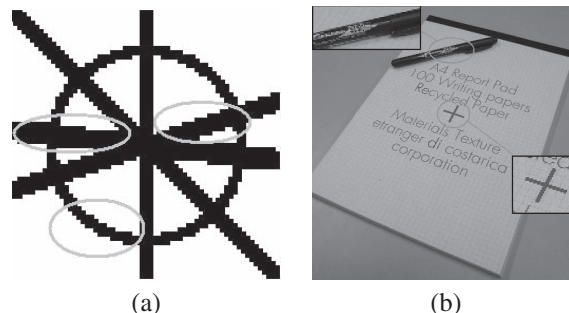 A4 Report Pad
100 Writing papers
Recycled Paper
Materials Texture
etranger di costarica
corporation
(a)
(b)